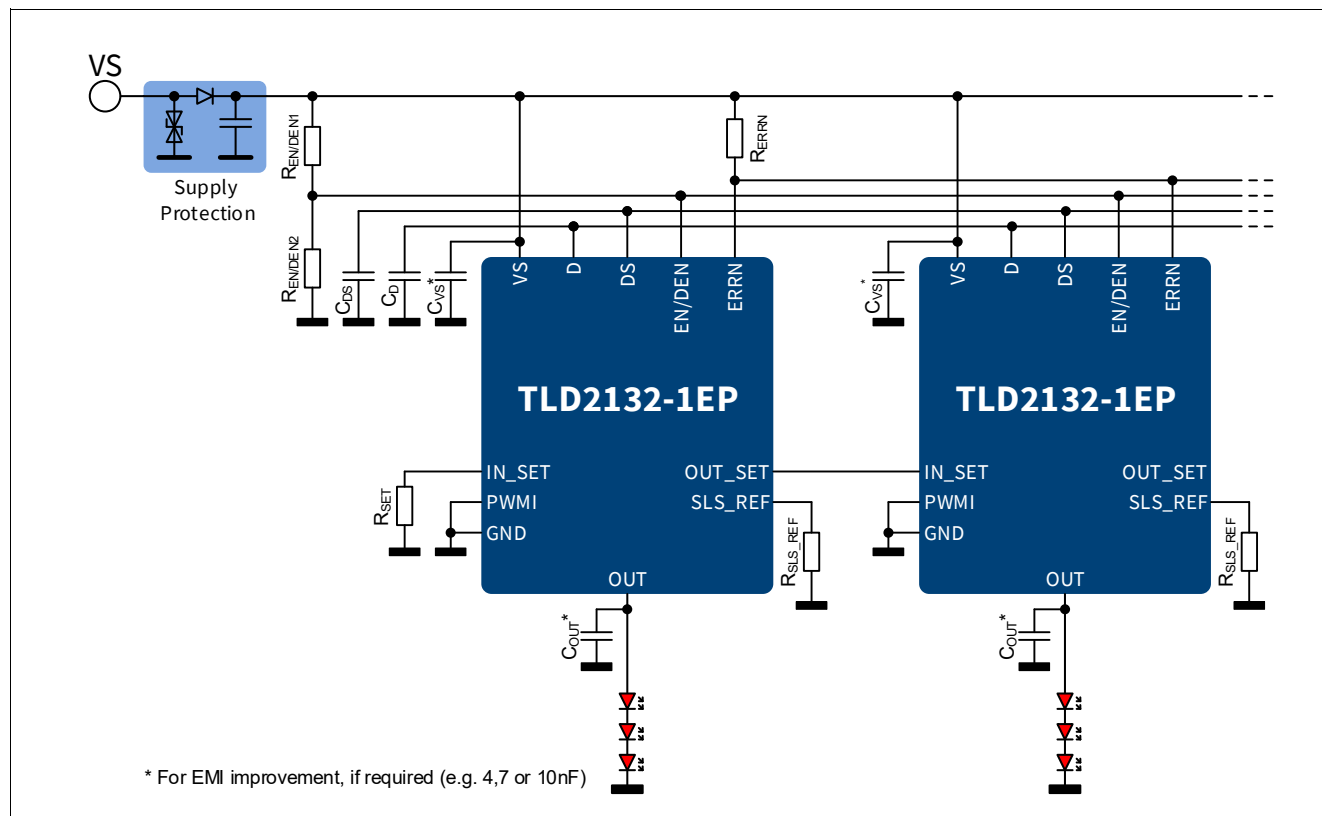 VS
Supply
Protection
REN/DEN1
REN/DEN2
RERRN
CDS
CD
CVS*
CVS*
VS
D
DS
EN/DEN
ERRN
VS
D
DS
EN/DEN
ERRN
TLD2132-1EP
TLD2132-1EP
IN_SET
OUT_SET
PWMI
SLS_REF
GND
OUT
IN_SET
OUT_SET
PWMI
SLS_REF
GND
OUT
RSET
RSLS_REF
RSLS_REF
COUT*
COUT*
* For EMI improvement, if required (e.g. 4,7 or 10nF)